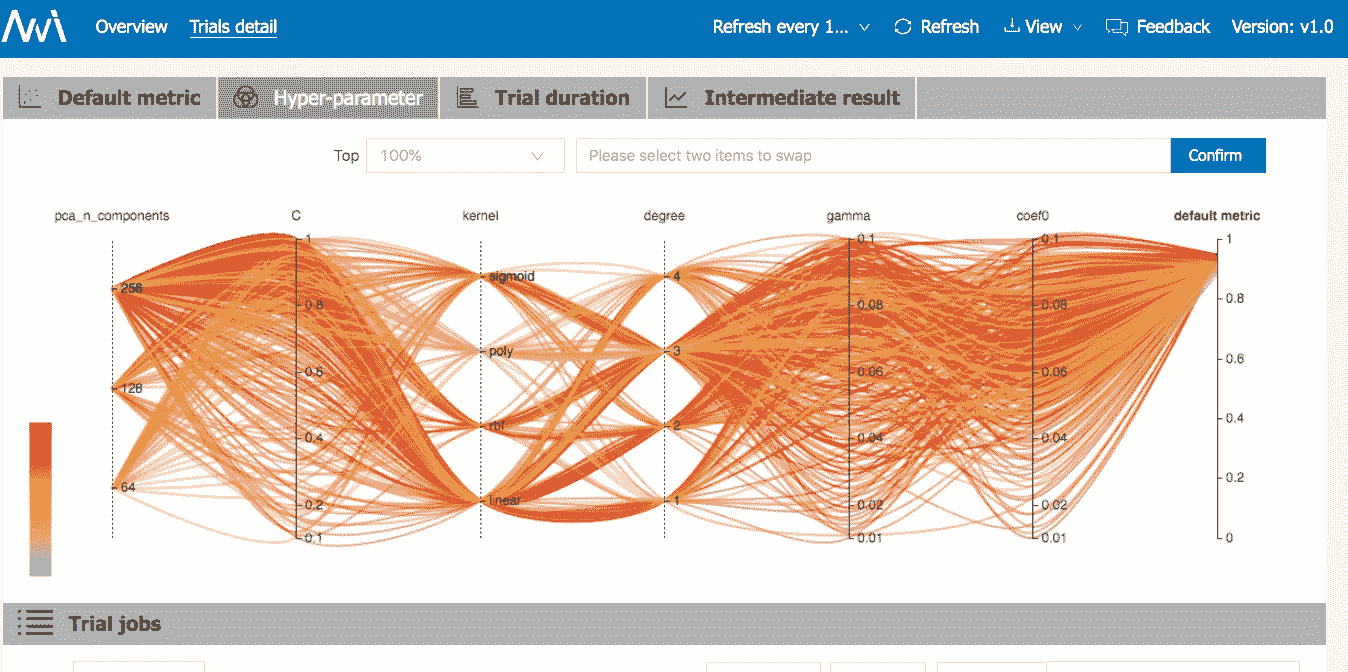 NNi Overview Trials detail Refresh every 1... Refresh View Feedback Version: v1.0
Default metric Hyper-parameter Trial duration Intermediate result
Top 100% Please select two items to swap Confirm
pca_n_components C kernel degree gamma coef0 default metric
1 0.1 0.1 1
sigmoid 4
256
0.8 0.08 0.08 0.8
poly 3
0.6 0.06 0.06 0.6
128
rbf 2 0.4
0.4 0.04 0.04
64 0.2
linear 1
0.2 0.02 0.02
0.1 0.01 0.01 0
Trial jobs